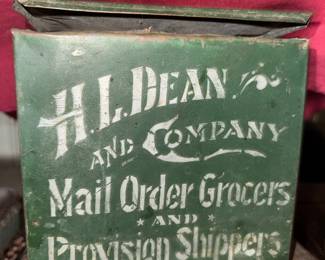 H.L. DEAN
AND COMPANY
Mail Order Grocers
AND
Provision Shippers